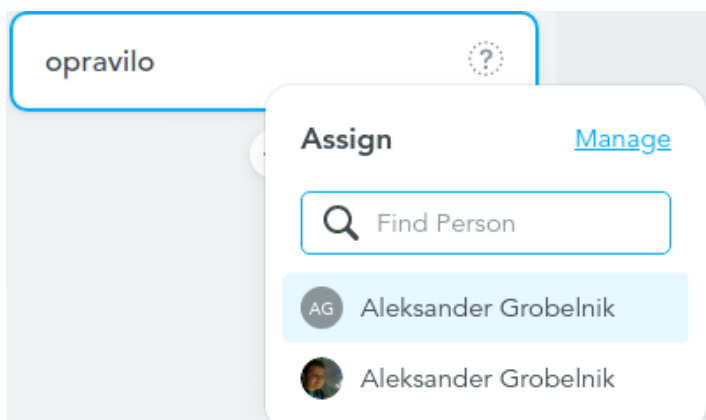 opravilo
?
Assign
Manage
Find Person
AG
Aleksander Grobelnik
Aleksander Grobelnik